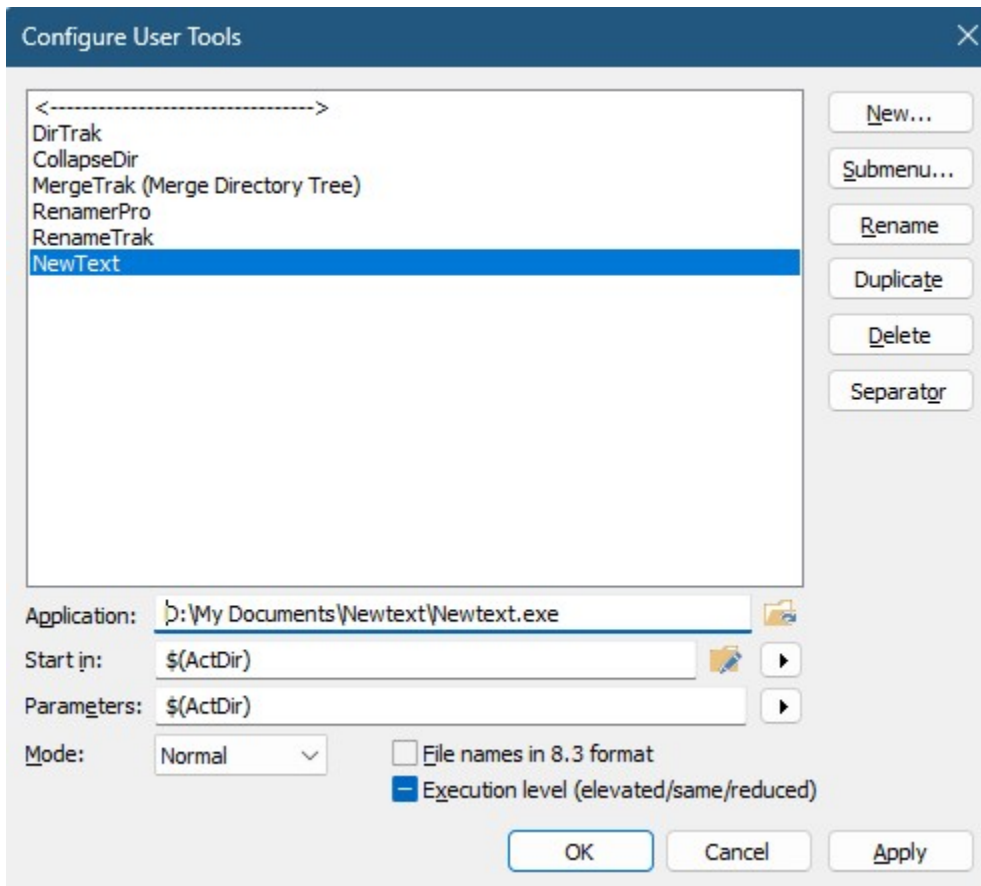 Configure User Tools
<--------------------------------->
DirTrak
CollapseDir
MergeTrak (Merge Directory Tree)
RenamerPro
RenameTrak
NewText
New...
Submenu...
Rename
Duplicate
Delete
Separator
Application: D:\My Documents\Newtext\Newtext.exe
Start in: $(ActDir)
Parameters: $(ActDir)
Mode: Normal
File names in 8.3 format
Execution level (elevated/same/reduced)
OK
Cancel
Apply